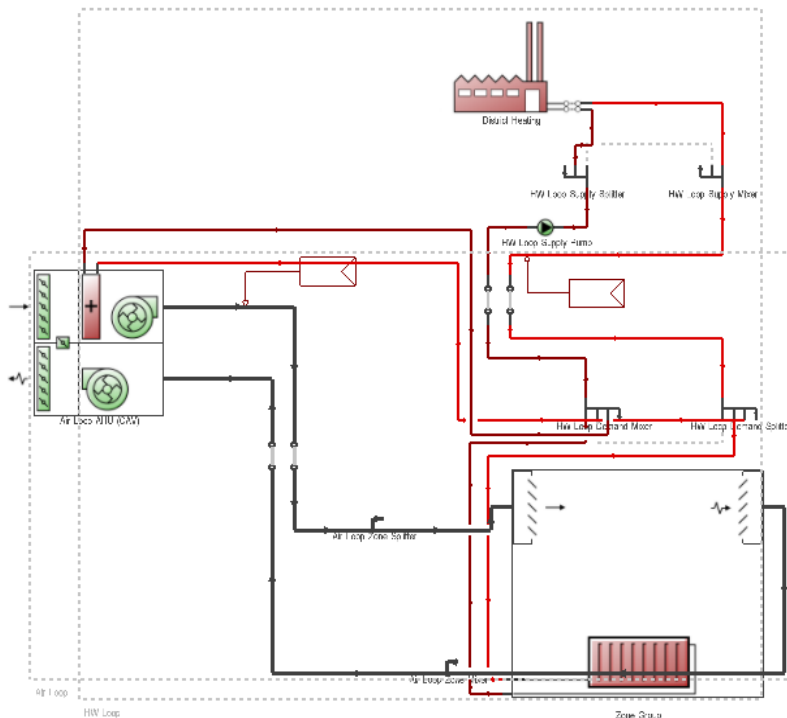 District Heating
HW Loop Supply Splitter
HW Loop Supply Mixer
HW Loop Supply Pump
Air Loop AHU (CAV)
HW Loop Demand Mixer
HW Loop Demand Splitter
Air Loop Zone Splitter
Air Loop Zone Mixer
Air Loop
HW Loop
Zone Group